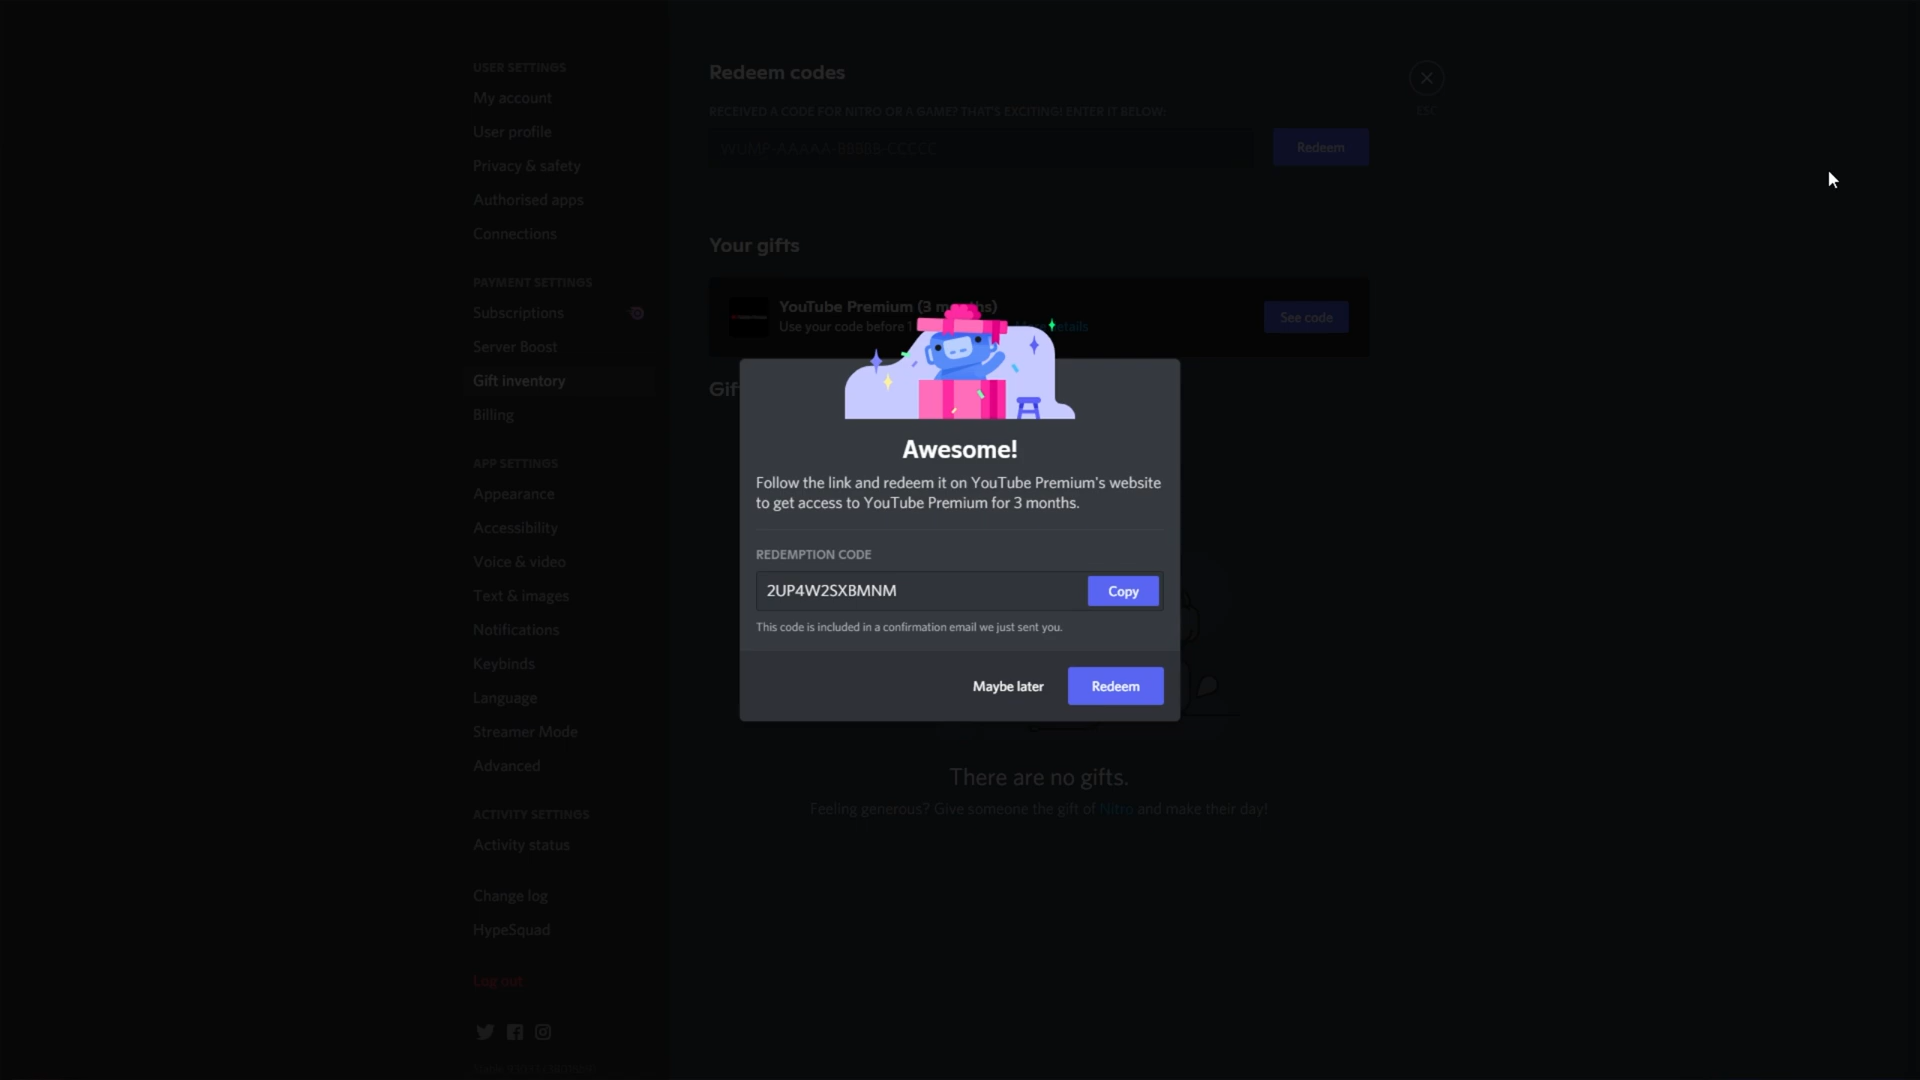 USER SETTINGS
My account
User profile
Privacy & safety
Authorised apps
Connections
PAYMENT SETTINGS
Subscriptions
Server Boost
Gift inventory
Billing
APP SETTINGS
Appearance
Accessibility
Voice & video
Text & images
Notifications
Keybinds
Language
Streamer Mode
Advanced
ACTIVITY SETTINGS
Activity status
Change log
HypeSquad
Log out
Redeem codes
RECEIVED A CODE FOR NITRO OR A GAME? THAT'S EXCITING! ENTER IT BELOW:
WUMP-AAAAA-BBBBB-CCCCC
Redeem
ESC
Your gifts
YouTube Premium (3 months)
Use your code before 1
See code
Awesome!
Follow the link and redeem it on YouTube Premium's website
to get access to YouTube Premium for 3 months.
REDEMPTION CODE
2UP4W2SXBMNM
Copy
This code is included in a confirmation email we just sent you.
Maybe later
Redeem
There are no gifts.
Feeling generous? Give someone the gift of Nitro and make their day!